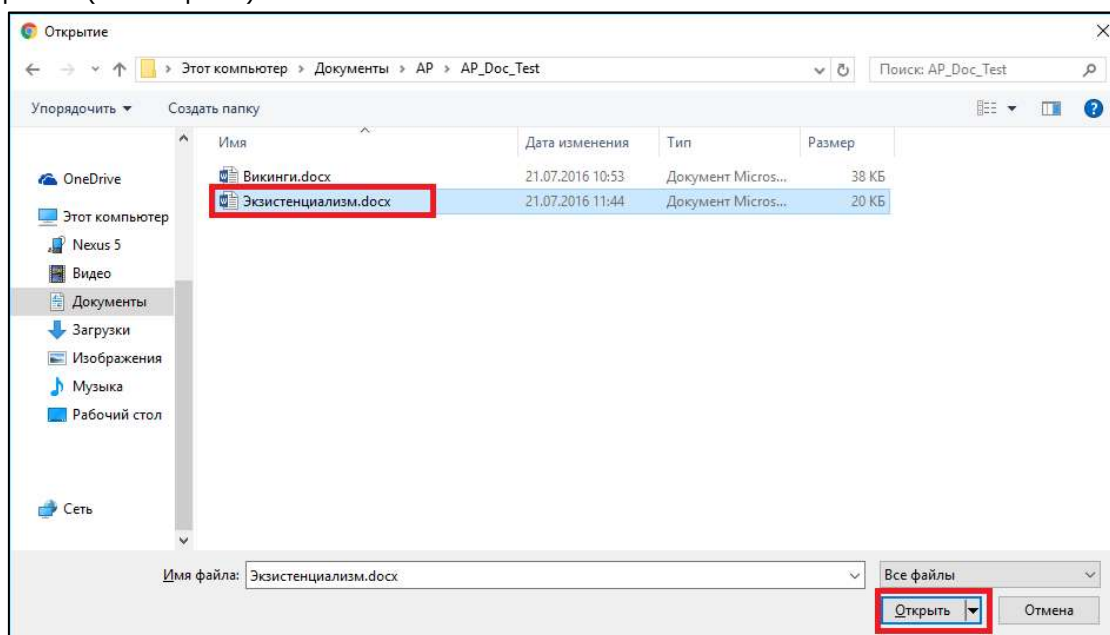 Открытие
Этот компьютер > Документы > AP > AP_Doc_Test
Поиск: AP_Doc_Test
Упорядочить
Создать папку
Имя
Дата изменения
Тип
Размер
OneDrive
Викинги.docx
21.07.2016 10:53
Документ Micros...
38 КБ
Экзистенциализм.docx
21.07.2016 11:44
Документ Micros...
20 КБ
Этот компьютер
Nexus 5
Видео
Документы
Загрузки
Изображения
Музыка
Рабочий стол
Сеть
Имя файла:
Экзистенциализм.docx
Все файлы
Открыть
Отмена